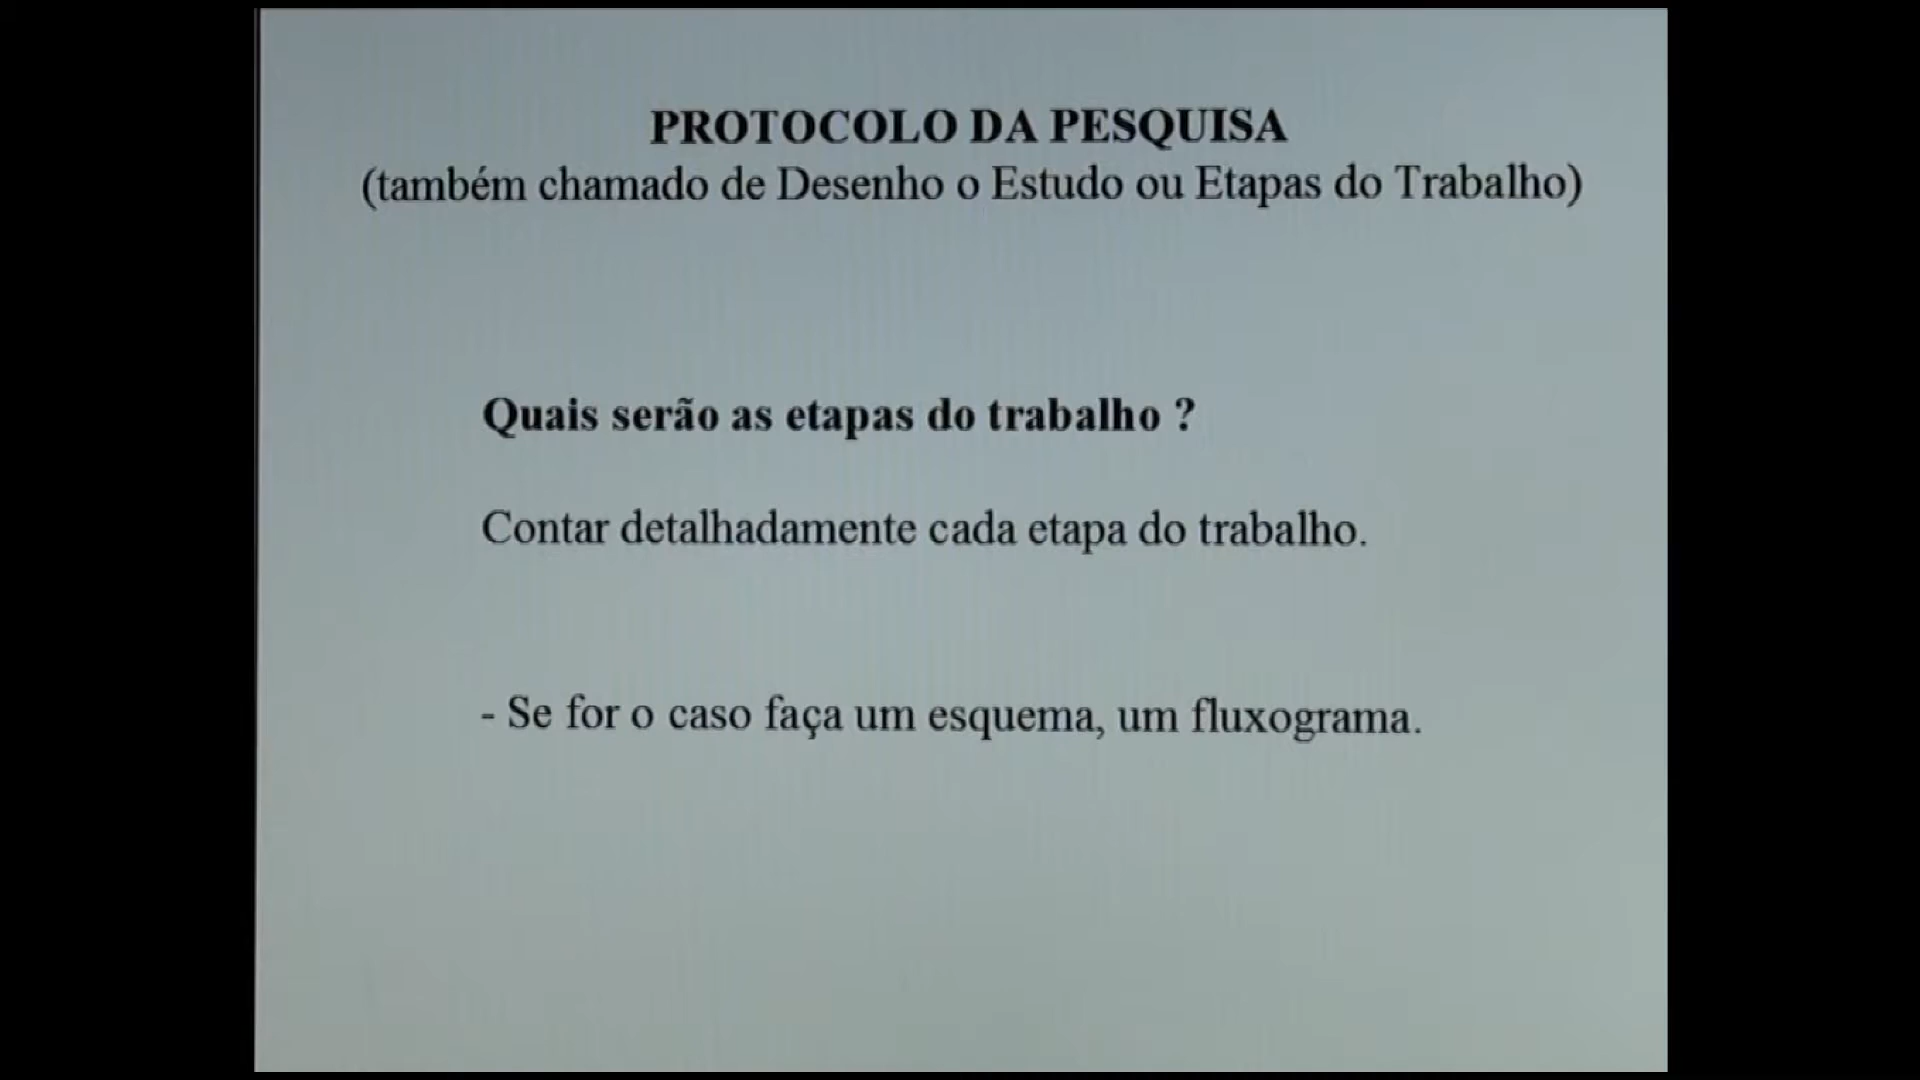 PROTOCOLO DA PESQUISA
(também chamado de Desenho o Estudo ou Etapas do Trabalho)
Quais serão as etapas do trabalho ?
Contar detalhadamente cada etapa do trabalho.
- Se for o caso faça um esquema, um fluxograma.